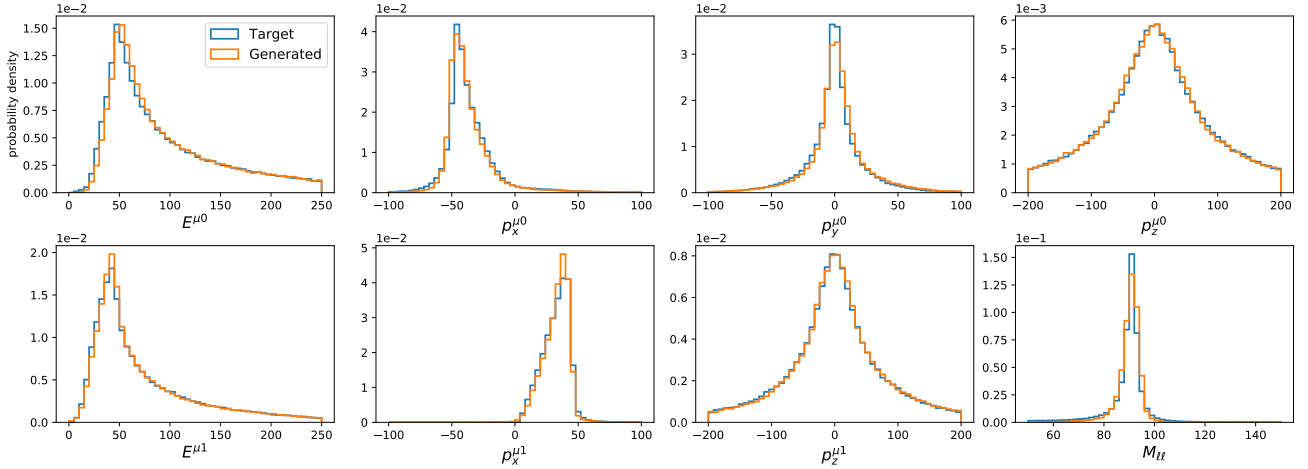 1e−2
1e−2
1e−2
1e−3
probability density
1.50
1.25
1.00
0.75
0.50
0.25
0.00
Target
Generated
4
3
2
1
0
3
2
1
0
6
5
4
3
2
1
0
0 50 100 150 200 250
−100 −50 0 50 100
−100 −50 0 50 100
−200 −100 0 100 200
E^{μ0}
p_x^{μ0}
p_y^{μ0}
p_z^{μ0}
1e−2
1e−2
1e−2
1e−1
2.0
1.5
1.0
0.5
0.0
5
4
3
2
1
0
0.8
0.6
0.4
0.2
0.0
1.50
1.25
1.00
0.75
0.50
0.25
0.00
0 50 100 150 200 250
−100 −50 0 50 100
−200 −100 0 100 200
60 80 100 120 140
E^{μ1}
p_x^{μ1}
p_z^{μ1}
M_{ℓℓ}